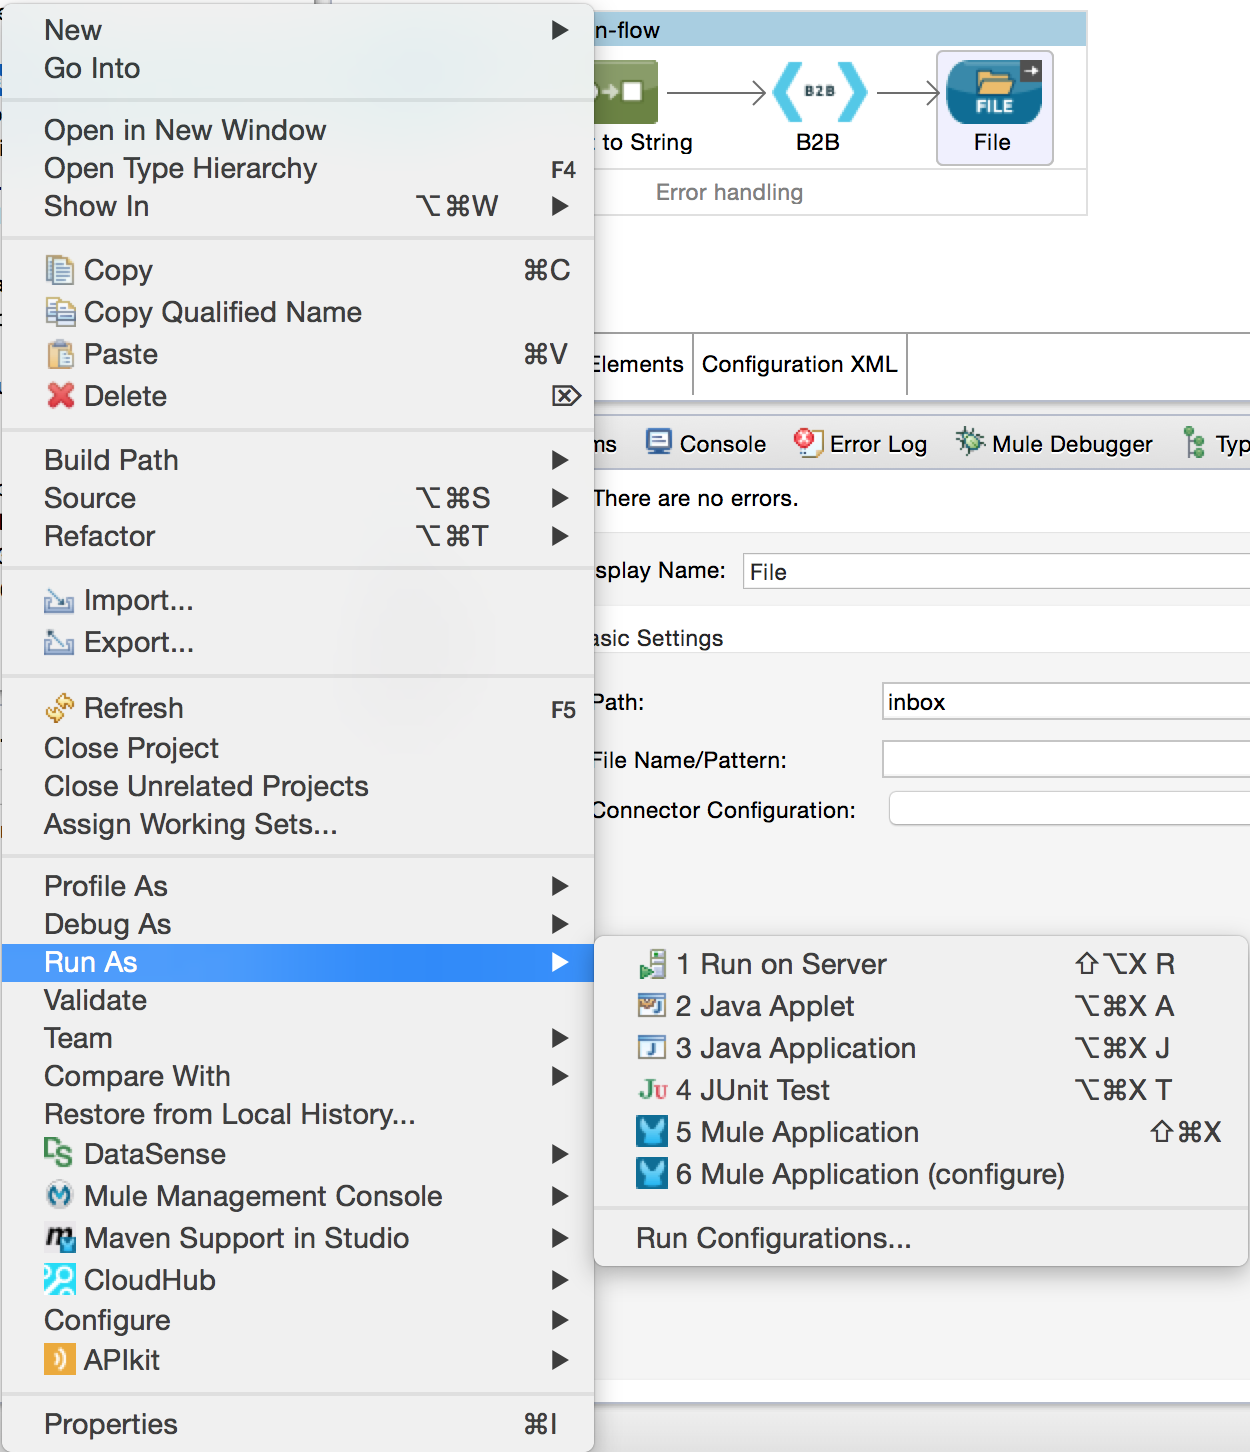 New
Go Into
Open in New Window
Open Type Hierarchy F4
Show In ⌥⌘W
Copy ⌘C
Copy Qualified Name
Paste ⌘V
Delete ⌦
Build Path
Source ⌥⌘S
Refactor ⌥⌘T
Import...
Export...
Refresh F5
Close Project
Close Unrelated Projects
Assign Working Sets...
Profile As
Debug As
Run As
Validate
Team
Compare With
Restore from Local History...
DataSense
Mule Management Console
Maven Support in Studio
CloudHub
Configure
APIkit
Properties ⌘I
1 Run on Server ⇧⌥X R
2 Java Applet ⌥⌘X A
3 Java Application ⌥⌘X J
4 JUnit Test ⌥⌘X T
5 Mule Application ⇧⌘X
6 Mule Application (configure)
Run Configurations...
n-flow
B2B
FILE
to String
B2B
File
Error handling
Elements
Configuration XML
ms
Console
Error Log
Mule Debugger
Typ
There are no errors.
splay Name: File
asic Settings
Path: inbox
File Name/Pattern:
Connector Configuration: